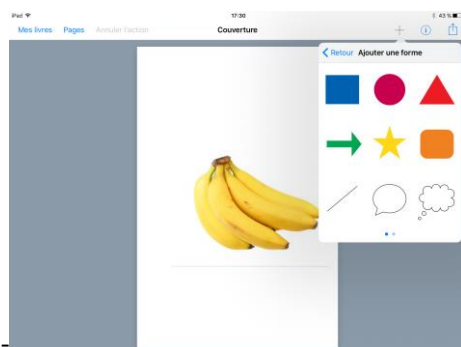 iPad 17:30 43 %
Mes livres Pages Annuler l'action Couverture
Retour Ajouter une forme